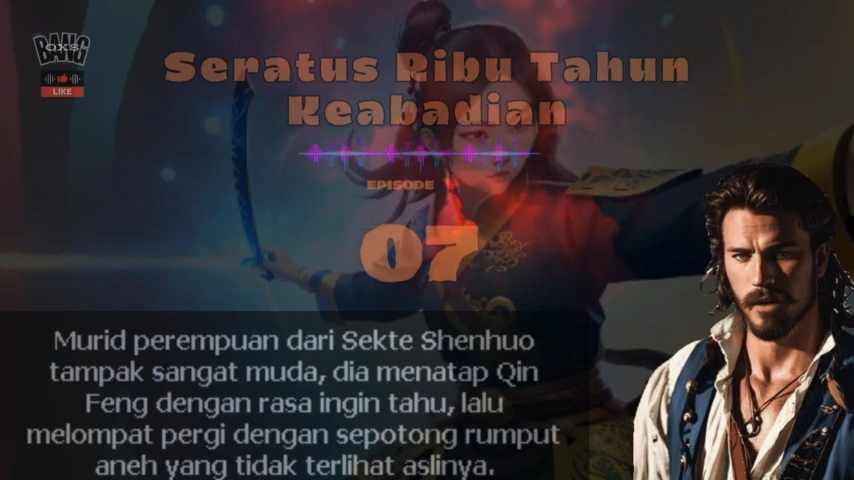 BANG
OXS
LIKE
Seratus Ribu Tahun
Keabadian
EPISODE
07
Murid perempuan dari Sekte Shenhuo
tampak sangat muda, dia menatap Qin
Feng dengan rasa ingin tahu, lalu
melompat pergi dengan sepotong rumput
aneh yang tidak terlihat aslinya.